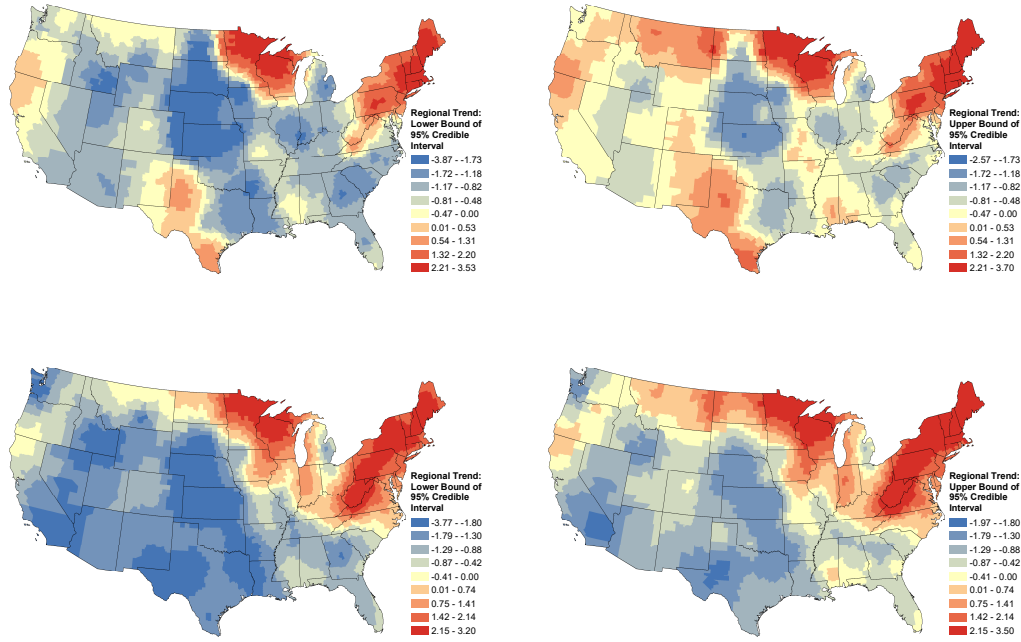 Regional Trend:
Lower Bound of
95% Credible
Interval
-3.87 - -1.73
-1.72 - -1.18
-1.17 - -0.82
-0.81 - -0.48
-0.47 - 0.00
0.01 - 0.53
0.54 - 1.31
1.32 - 2.20
2.21 - 3.53
Regional Trend:
Upper Bound of
95% Credible
Interval
-2.57 - -1.73
-1.72 - -1.18
-1.17 - -0.82
-0.81 - -0.48
-0.47 - 0.00
0.01 - 0.53
0.54 - 1.31
1.32 - 2.20
2.21 - 3.70
Regional Trend:
Lower Bound of
95% Credible
Interval
-3.77 - -1.80
-1.79 - -1.30
-1.29 - -0.88
-0.87 - -0.42
-0.41 - 0.00
0.01 - 0.74
0.75 - 1.41
1.42 - 2.14
2.15 - 3.20
Regional Trend:
Upper Bound of
95% Credible
Interval
-1.97 - -1.80
-1.79 - -1.30
-1.29 - -0.88
-0.87 - -0.42
-0.41 - 0.00
0.01 - 0.74
0.75 - 1.41
1.42 - 2.14
2.15 - 3.50